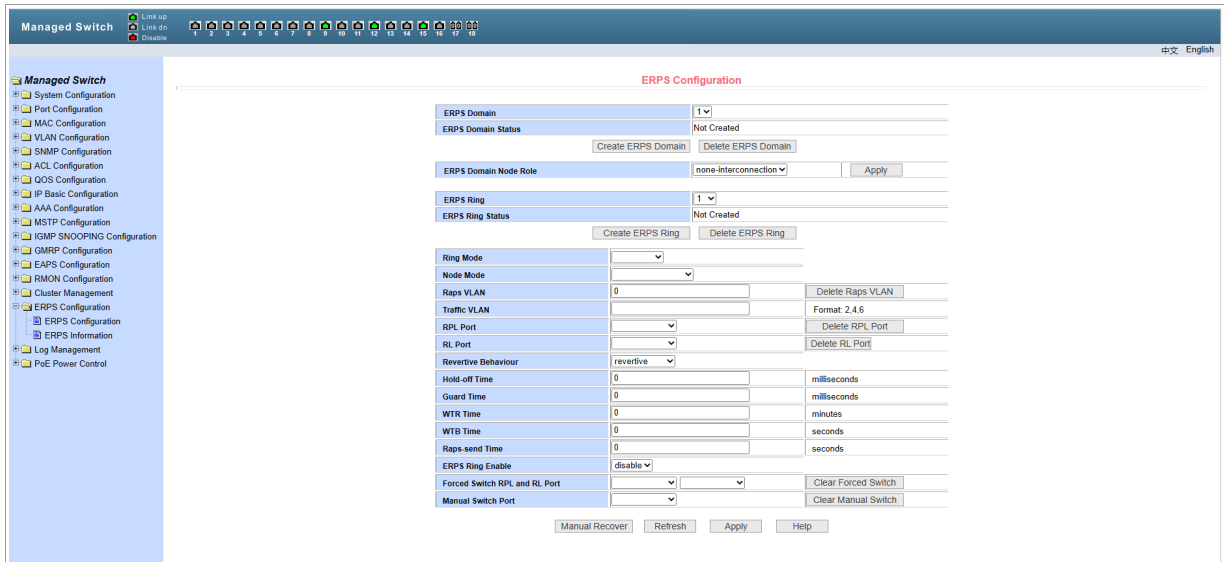 Managed Switch
Link up
Link dn
Disable
1 2 3 4 5 6 7 8 9 10 11 12 13 14 15 16 17 18
中文 English
Managed Switch
System Configuration
Port Configuration
MAC Configuration
VLAN Configuration
SNMP Configuration
ACL Configuration
QOS Configuration
IP Basic Configuration
AAA Configuration
MSTP Configuration
IGMP SNOOPING Configuration
GMRP Configuration
EAPS Configuration
RMON Configuration
Cluster Management
ERPS Configuration
ERPS Configuration
ERPS Information
Log Management
PoE Power Control
ERPS Configuration
ERPS Domain 1
ERPS Domain Status Not Created
Create ERPS Domain Delete ERPS Domain
ERPS Domain Node Role none-interconnection Apply
ERPS Ring 1
ERPS Ring Status Not Created
Create ERPS Ring Delete ERPS Ring
Ring Mode
Node Mode
Raps VLAN 0 Delete Raps VLAN
Traffic VLAN Format: 2,4,6
RPL Port Delete RPL Port
RL Port Delete RL Port
Revertive Behaviour revertive
Hold-off Time 0 milliseconds
Guard Time 0 milliseconds
WTR Time 0 minutes
WTB Time 0 seconds
Raps-send Time 0 seconds
ERPS Ring Enable disable
Forced Switch RPL and RL Port Clear Forced Switch
Manual Switch Port Clear Manual Switch
Manual Recover Refresh Apply Help